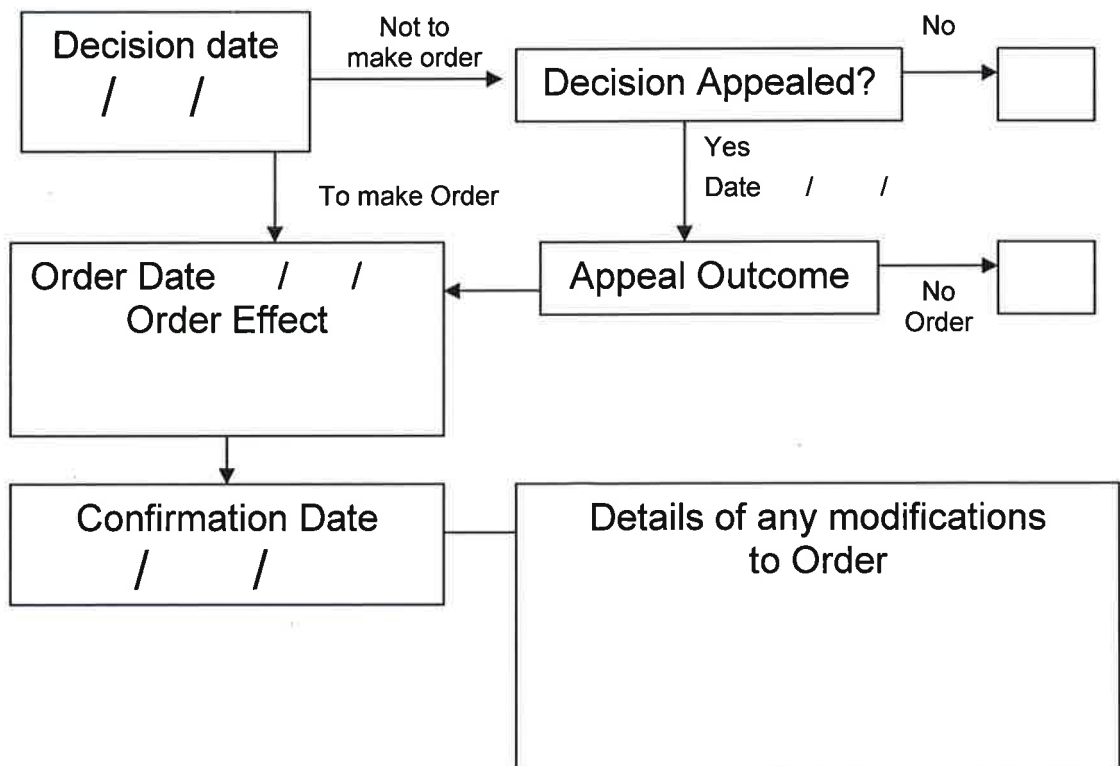 Decision date
/ /
Not to
make order
Decision Appealed?
No
Yes
Date / /
To make Order
Order Date / /
Order Effect
Appeal Outcome
No
Order
Confirmation Date
/ /
Details of any modifications
to Order